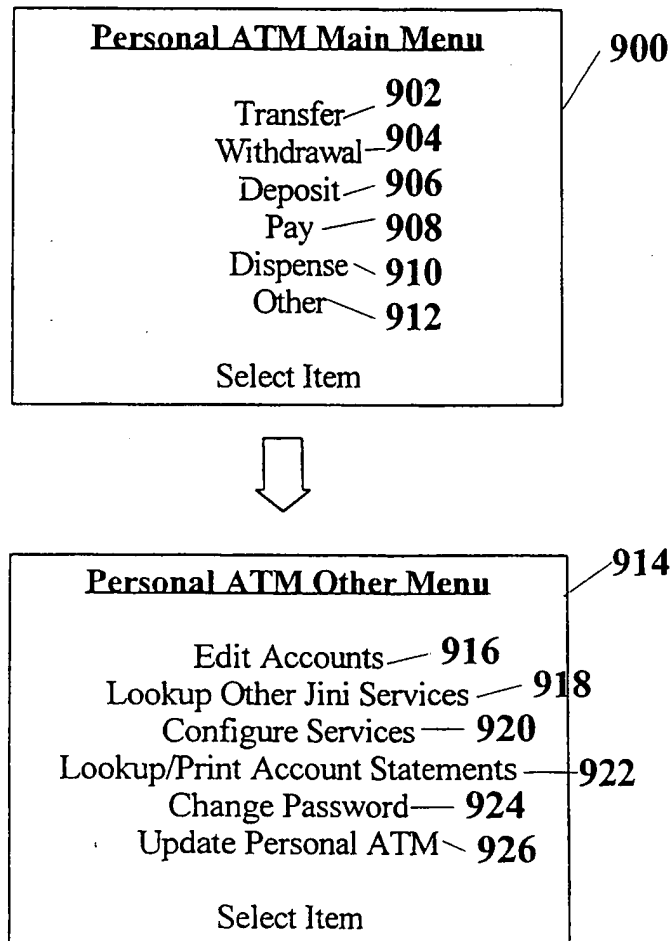 Personal ATM Main Menu
900
Transfer 902
Withdrawal 904
Deposit 906
Pay 908
Dispense 910
Other 912
Select Item
Personal ATM Other Menu
914
Edit Accounts 916
Lookup Other Jini Services 918
Configure Services 920
Lookup/Print Account Statements 922
Change Password 924
Update Personal ATM 926
Select Item